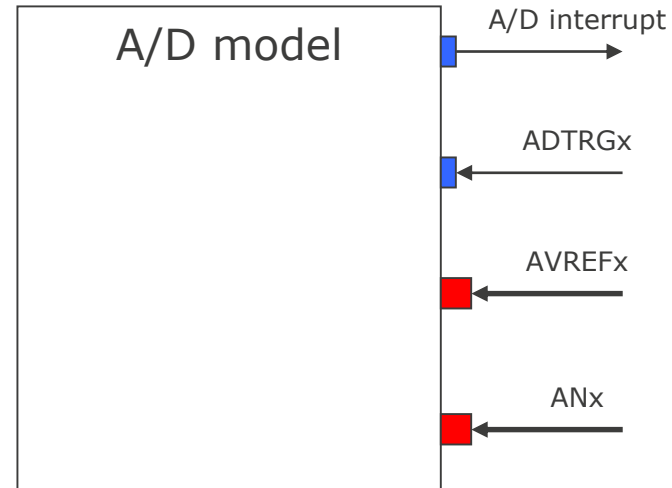 A/D model
A/D interrupt
ADTRGx
AVREFx
ANx